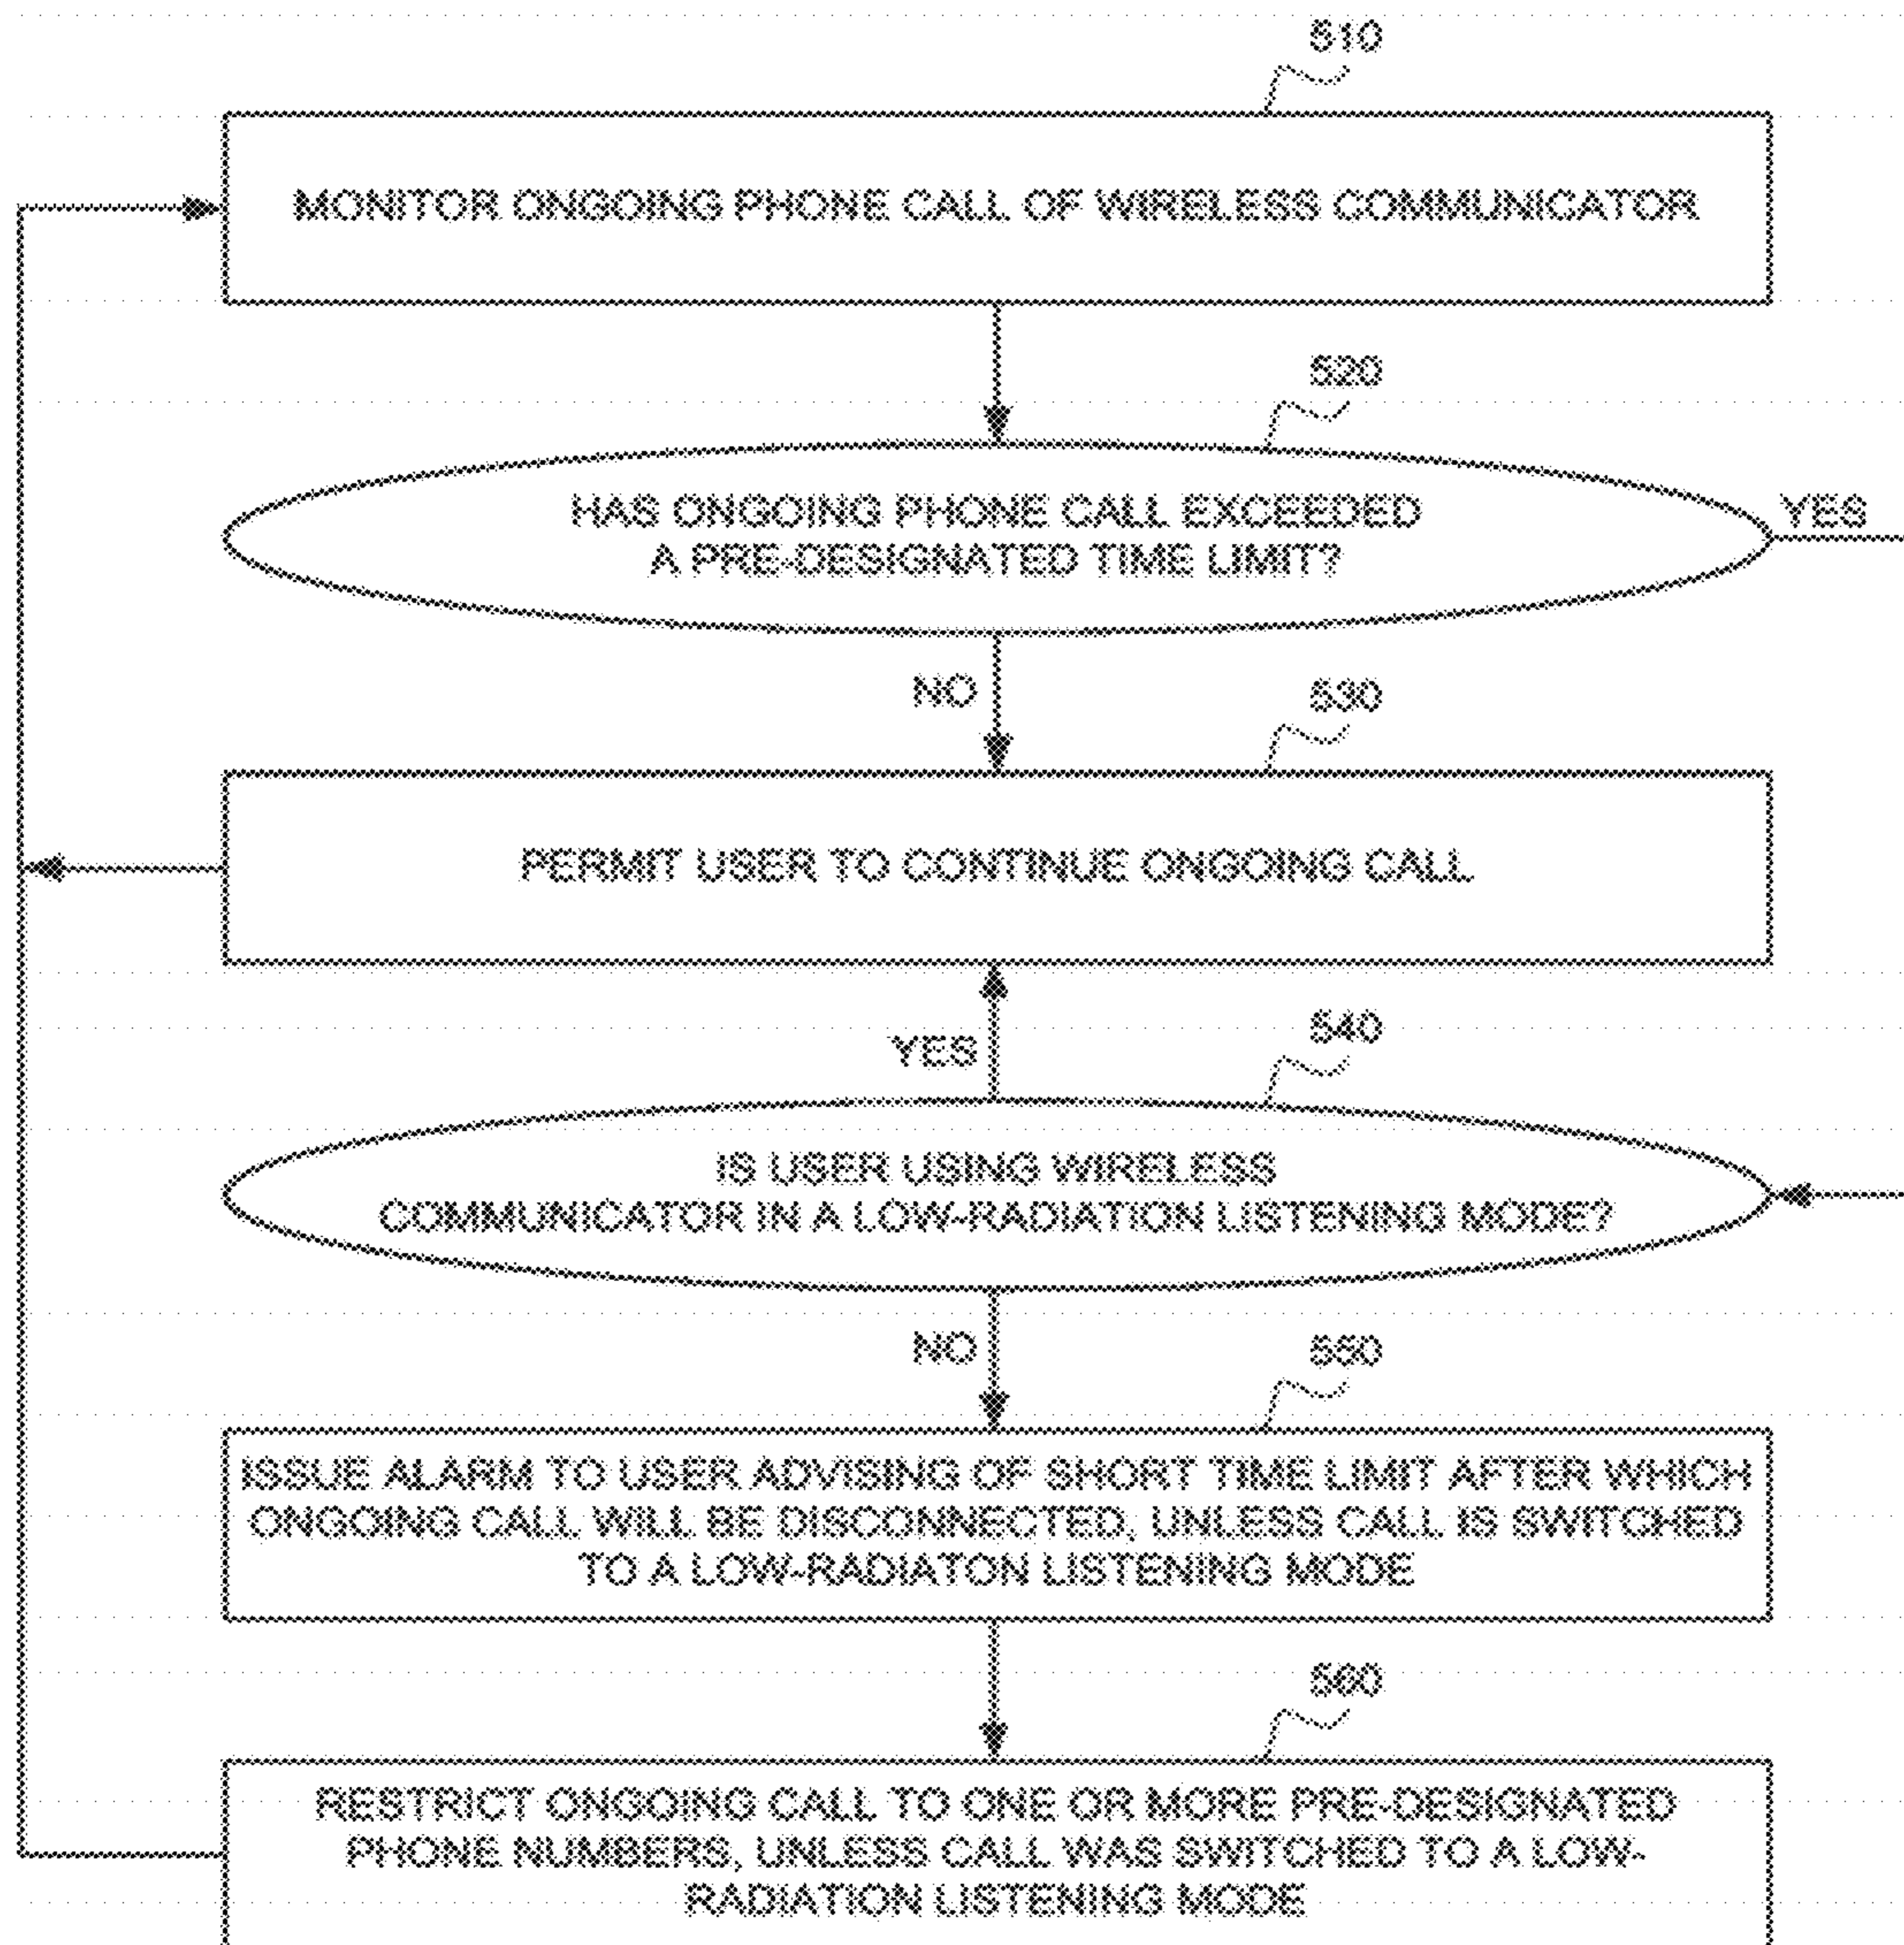 510
MONITOR ONGOING PHONE CALL OF WIRELESS COMMUNICATOR
520
HAS ONGOING PHONE CALL EXCEEDED
A PRE-DESIGNATED TIME LIMIT?
YES
NO
530
PERMIT USER TO CONTINUE ONGOING CALL
YES
540
IS USER USING WIRELESS
COMMUNICATOR IN A LOW-RADIATION LISTENING MODE?
NO
550
ISSUE ALARM TO USER ADVISING OF SHORT TIME LIMIT AFTER WHICH
ONGOING CALL WILL BE DISCONNECTED, UNLESS CALL IS SWITCHED
TO A LOW-RADIATON LISTENING MODE
560
RESTRICT ONGOING CALL TO ONE OR MORE PRE-DESIGNATED
PHONE NUMBERS, UNLESS CALL WAS SWITCHED TO A LOW-
RADIATION LISTENING MODE